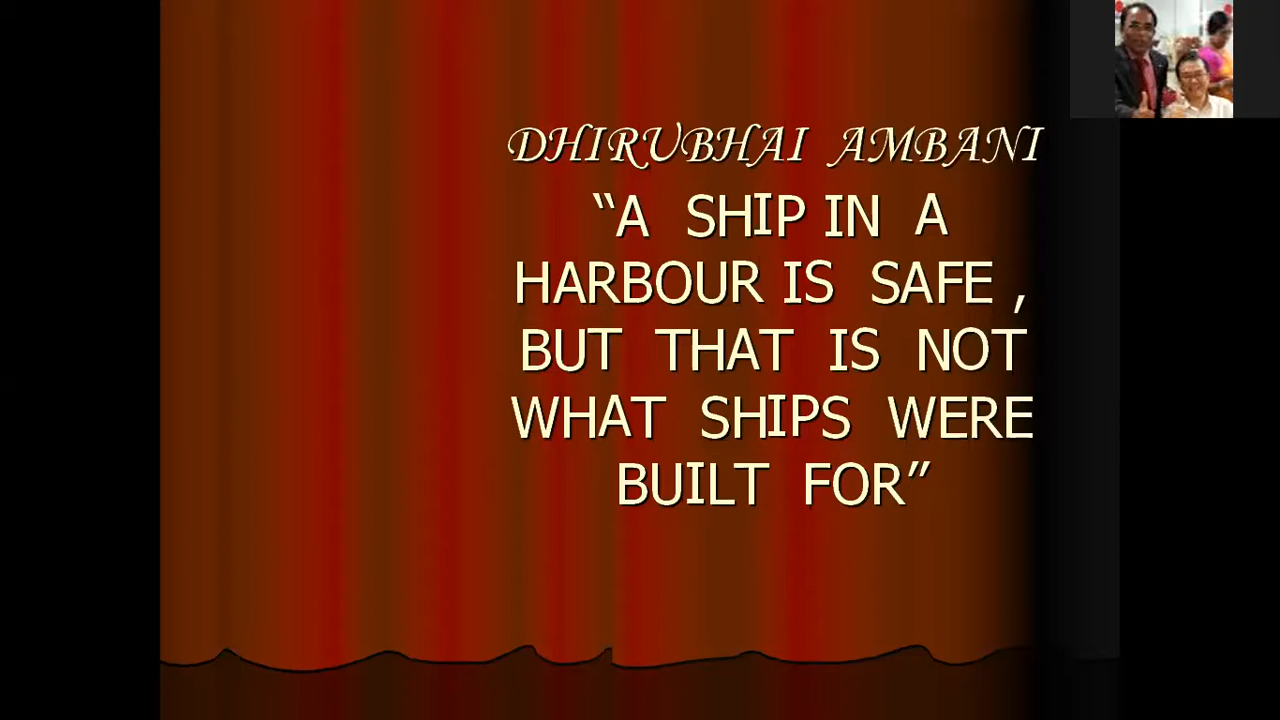 DHIRUBHAI AMBANI
“A SHIP IN A
HARBOUR IS SAFE ,
BUT THAT IS NOT
WHAT SHIPS WERE
BUILT FOR”